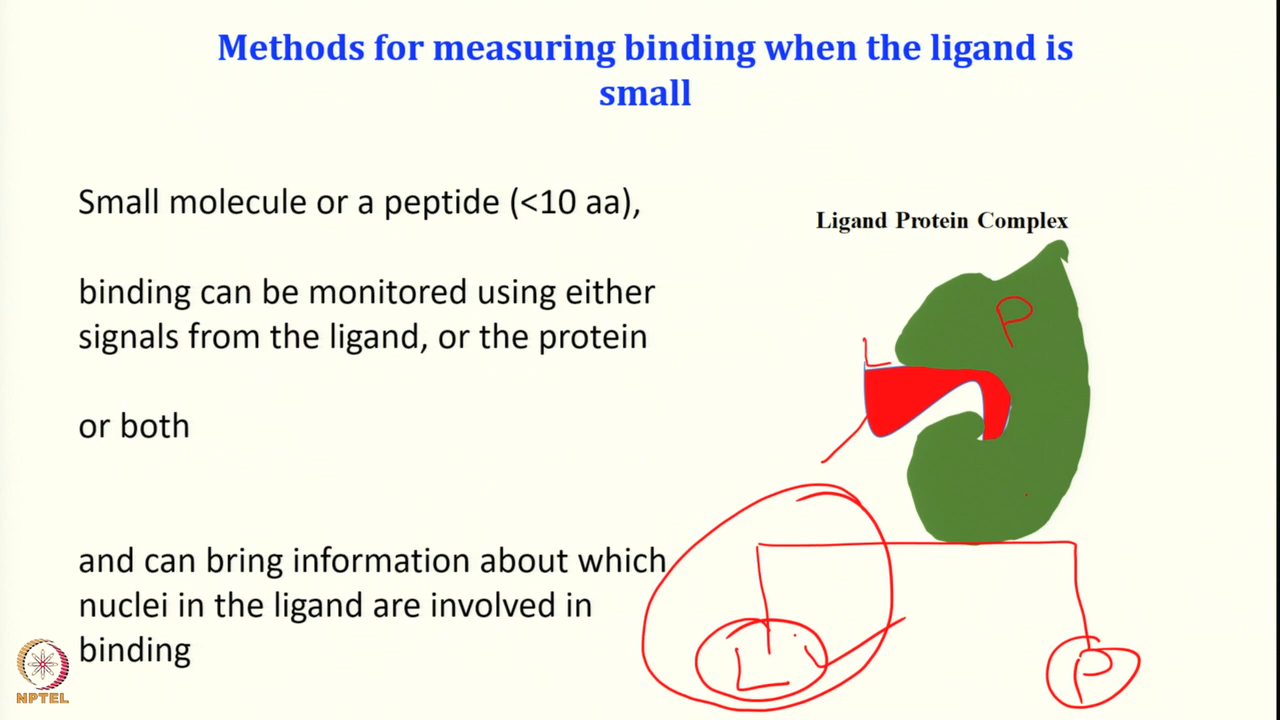 Methods for measuring binding when the ligand is
small
Small molecule or a peptide (<10 aa),
binding can be monitored using either
signals from the ligand, or the protein
or both
and can bring information about which
nuclei in the ligand are involved in
binding
Ligand Protein Complex
P
L
L
P
NPTEL